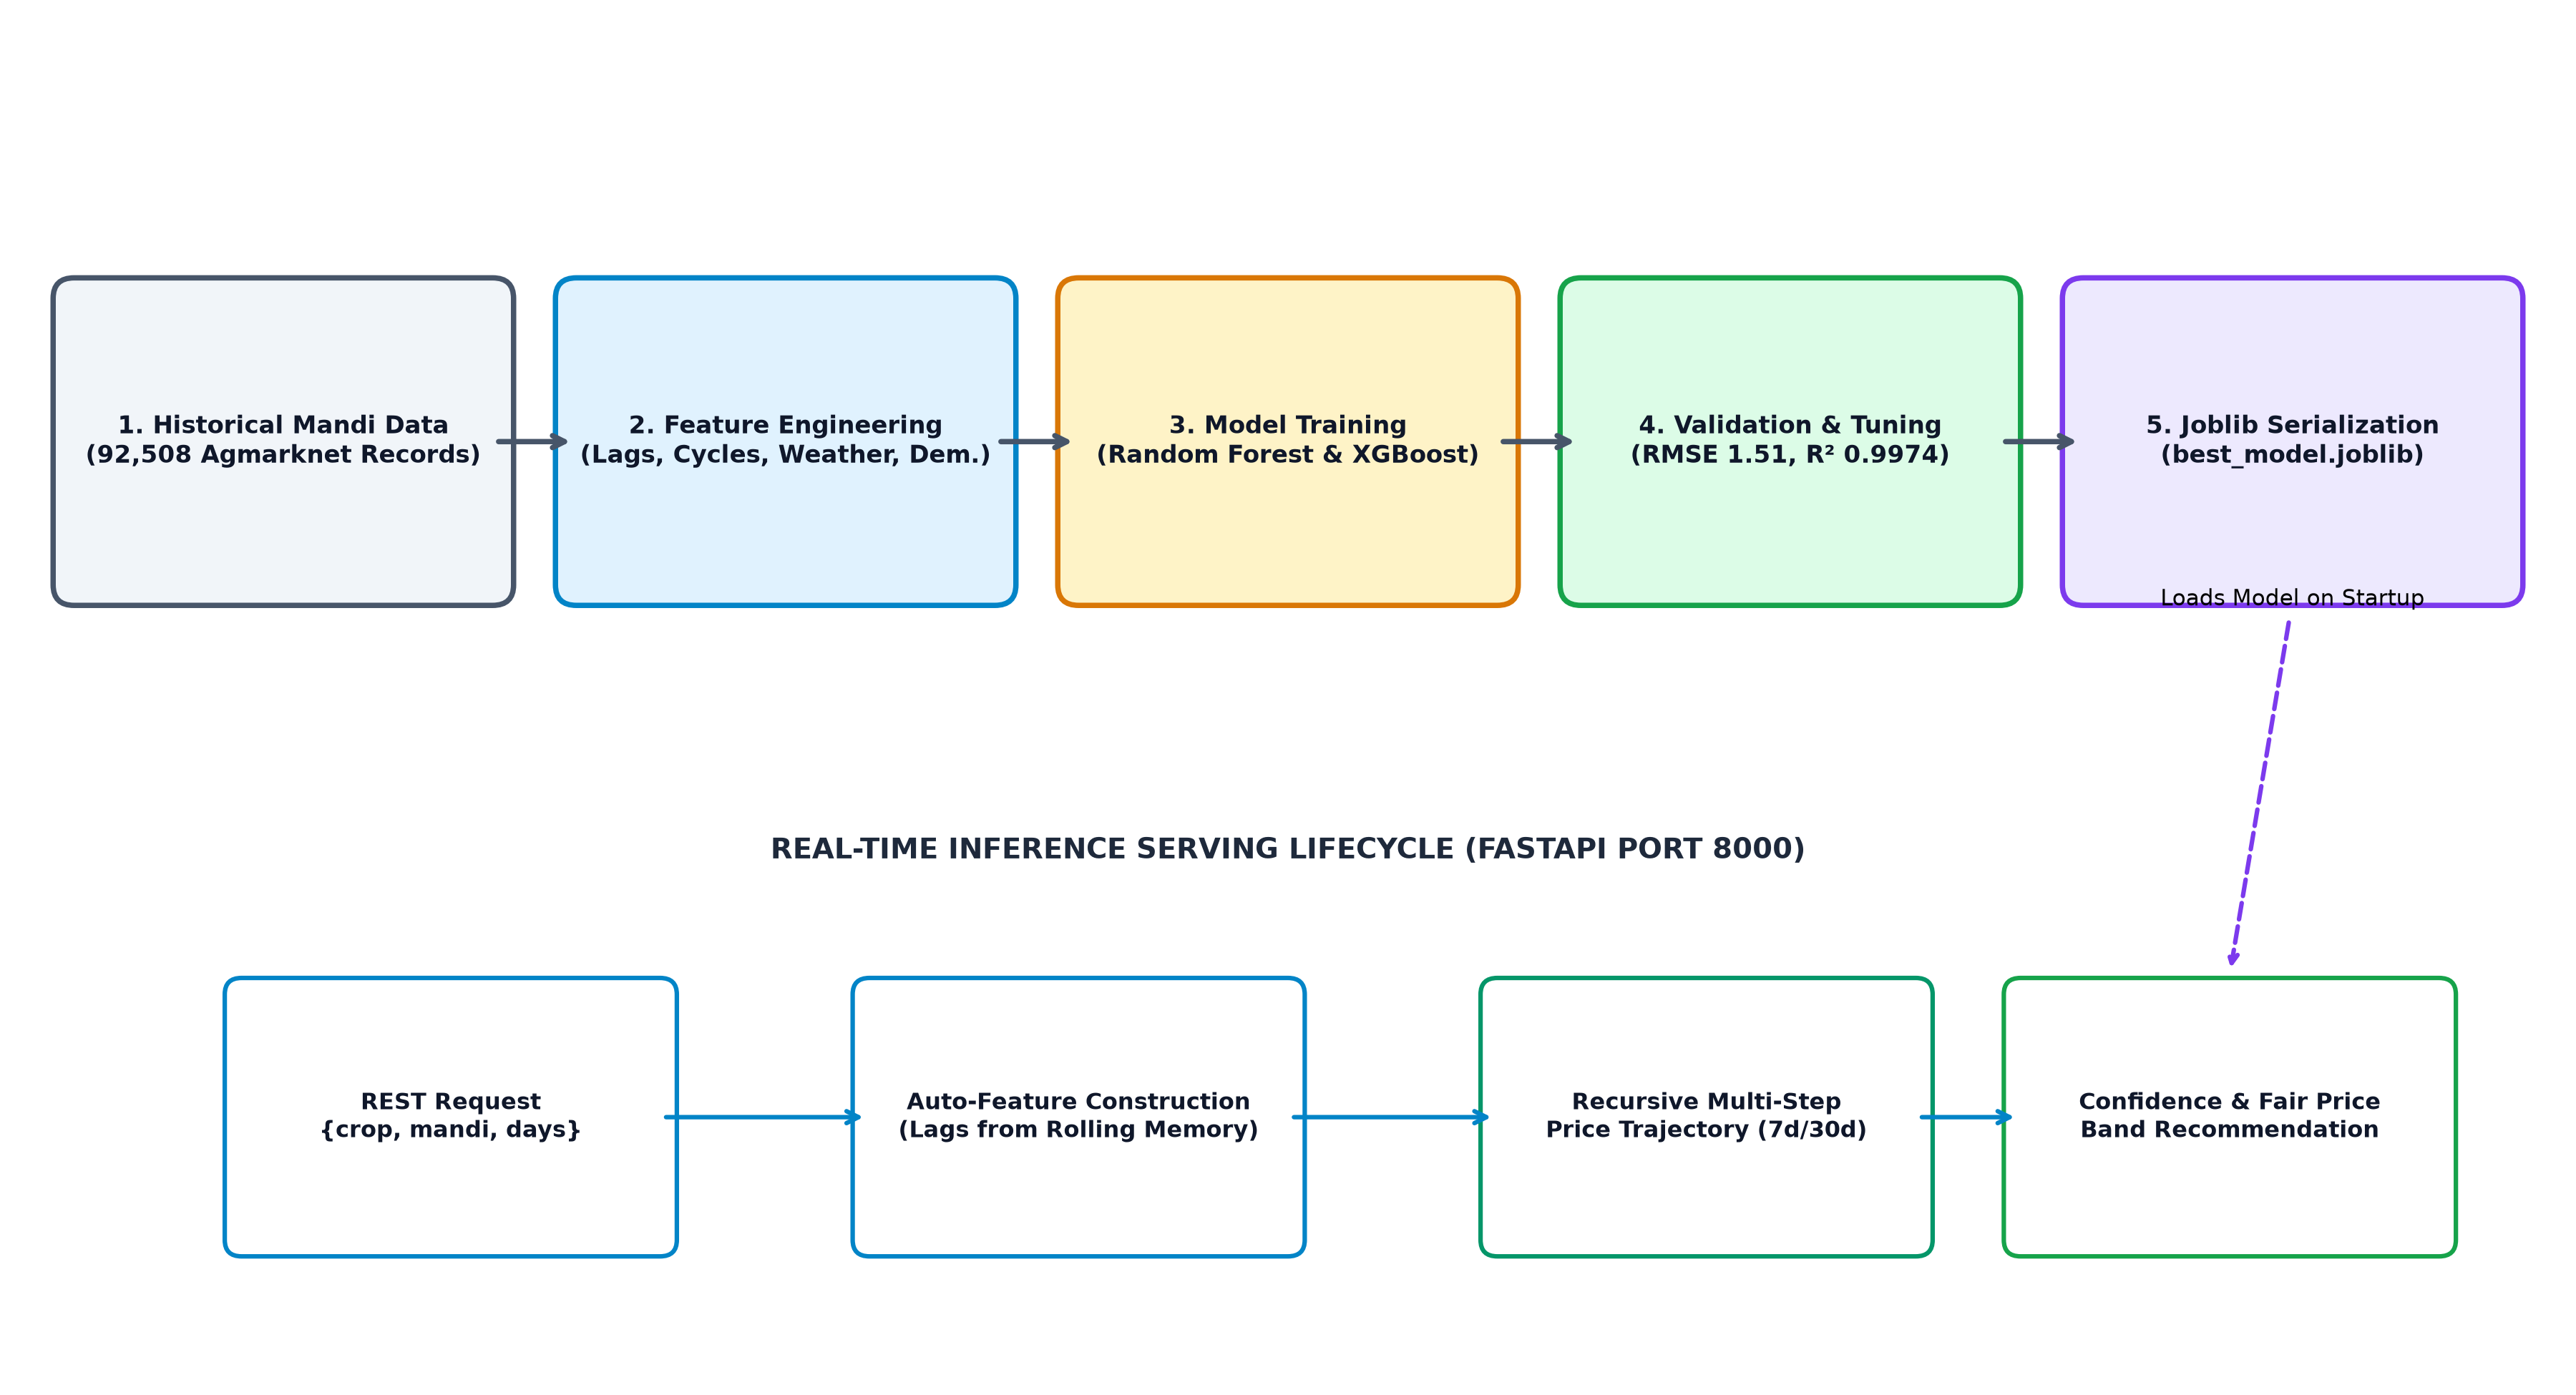 1. Historical Mandi Data
(92,508 Agmarknet Records)
2. Feature Engineering
(Lags, Cycles, Weather, Dem.)
3. Model Training
(Random Forest & XGBoost)
4. Validation & Tuning
(RMSE 1.51, R² 0.9974)
5. Joblib Serialization
(best_model.joblib)
Loads Model on Startup
REAL-TIME INFERENCE SERVING LIFECYCLE (FASTAPI PORT 8000)
REST Request
{crop, mandi, days}
Auto-Feature Construction
(Lags from Rolling Memory)
Recursive Multi-Step
Price Trajectory (7d/30d)
Confidence & Fair Price
Band Recommendation